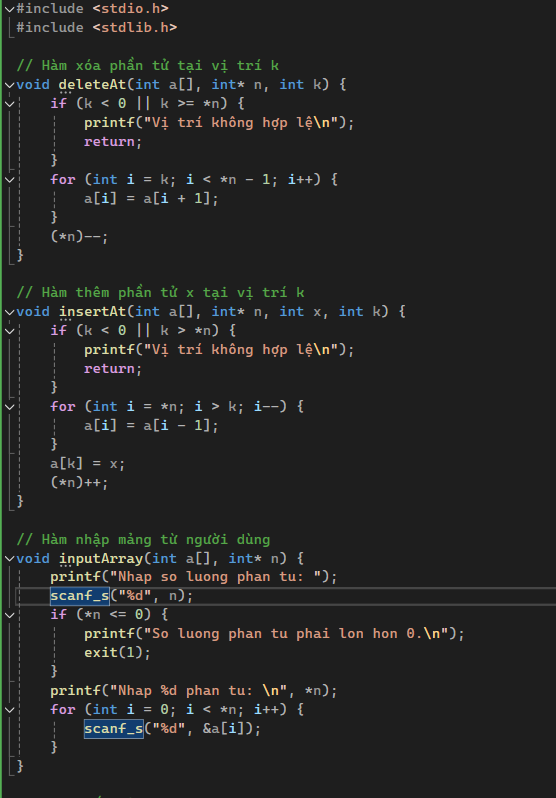 #include <stdio.h>
#include <stdlib.h>
// Hàm xóa phần tử tại vị trí k
void deleteAt(int a[], int* n, int k) {
    if (k < 0 || k >= *n) {
        printf("Vị trí không hợp lệ\n");
        return;
    }
    for (int i = k; i < *n - 1; i++) {
        a[i] = a[i + 1];
    }
    (*n)--;
}
// Hàm thêm phần tử x tại vị trí k
void insertAt(int a[], int* n, int x, int k) {
    if (k < 0 || k > *n) {
        printf("Vị trí không hợp lệ\n");
        return;
    }
    for (int i = *n; i > k; i--) {
        a[i] = a[i - 1];
    }
    a[k] = x;
    (*n)++;
}
// Hàm nhập mảng từ người dùng
void inputArray(int a[], int* n) {
    printf("Nhap so luong phan tu: ");
    scanf_s("%d", n);
    if (*n <= 0) {
        printf("So luong phan tu phai lon hon 0.\n");
        exit(1);
    }
    printf("Nhap %d phan tu: \n", *n);
    for (int i = 0; i < *n; i++) {
        scanf_s("%d", &a[i]);
    }
}